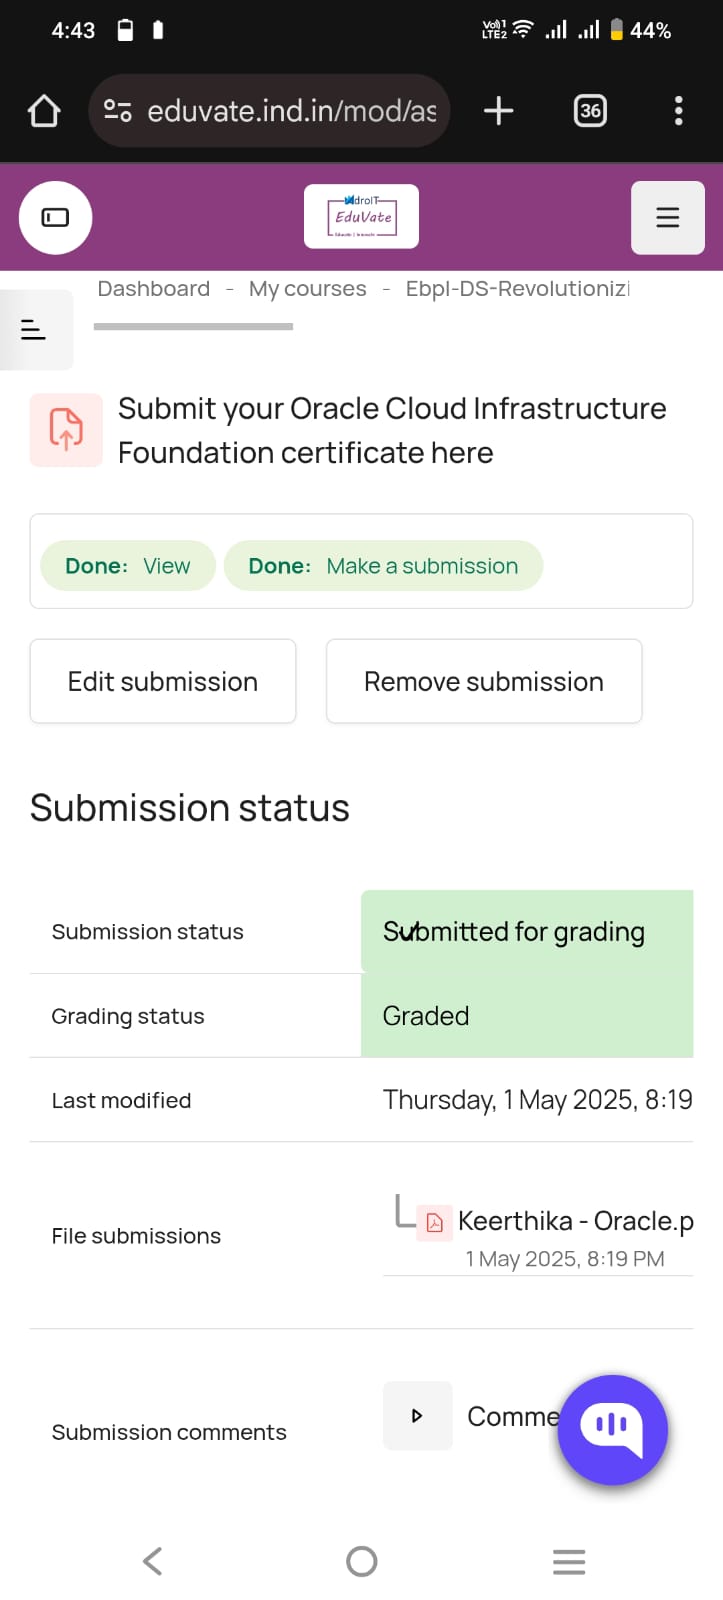 4:43
Vo) 1
LTE2
44%
eduvate.ind.in/mod/as
36
droIT
EduVate
Dashboard - My courses - Ebpl-DS-Revolutionizi
Submit your Oracle Cloud Infrastructure
Foundation certificate here
Done: View
Done: Make a submission
Edit submission
Remove submission
Submission status
Submission status
Submitted for grading
Grading status
Graded
Last modified
Thursday, 1 May 2025, 8:19
File submissions
Keerthika - Oracle.p
1 May 2025, 8:19 PM
Submission comments
Comme